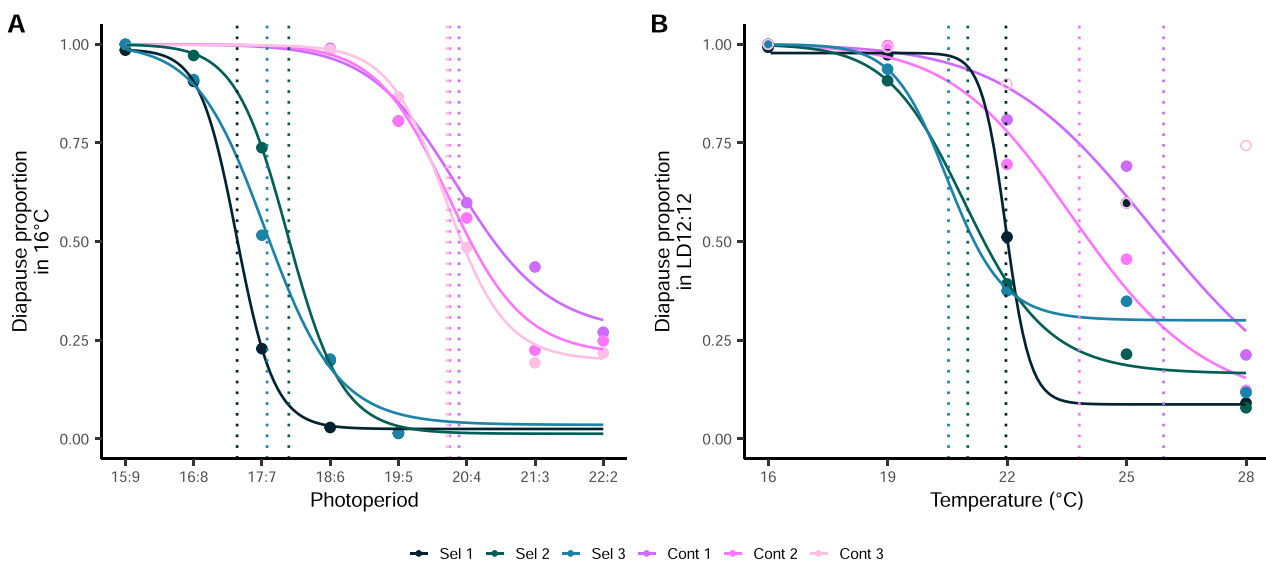 A
B
1.00
0.75
0.50
0.25
0.00
Diapause proportion
in 16°C
15:9
16:8
17:7
18:6
19:5
20:4
21:3
22:2
Photoperiod
1.00
0.75
0.50
0.25
0.00
Diapause proportion
in LD12:12
16
19
22
25
28
Temperature (°C)
Sel 1
Sel 2
Sel 3
Cont 1
Cont 2
Cont 3